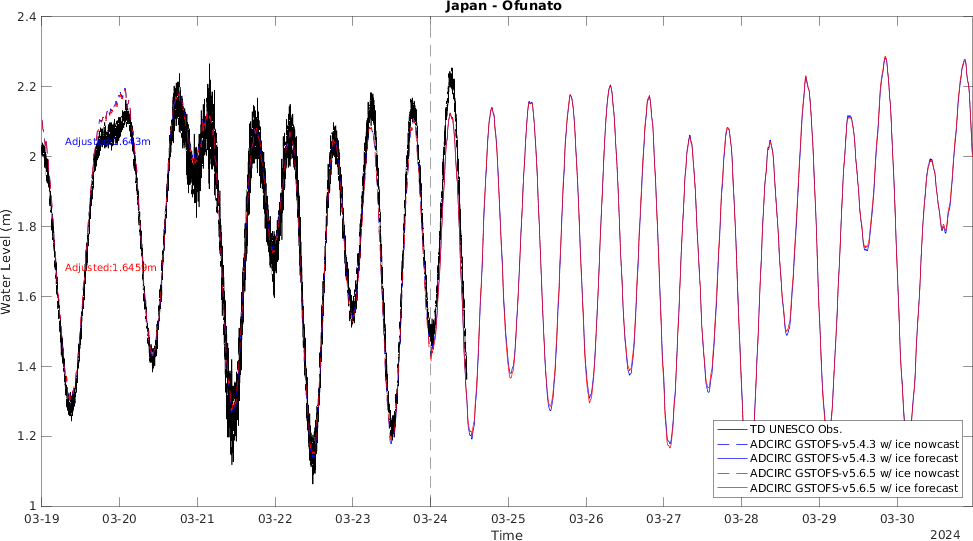 Japan - Ofunato
2.4
2.2
2
1.8
1.6
1.4
1.2
1
Water Level (m)
Adjusted:1.643m
Adjusted:1.6459m
TD UNESCO Obs.
ADCIRC GSTOFS-v5.4.3 w/ ice nowcast
ADCIRC GSTOFS-v5.4.3 w/ ice forecast
ADCIRC GSTOFS-v5.6.5 w/ ice nowcast
ADCIRC GSTOFS-v5.6.5 w/ ice forecast
03-19 03-20 03-21 03-22 03-23 03-24 03-25 03-26 03-27 03-28 03-29 03-30
Time
2024